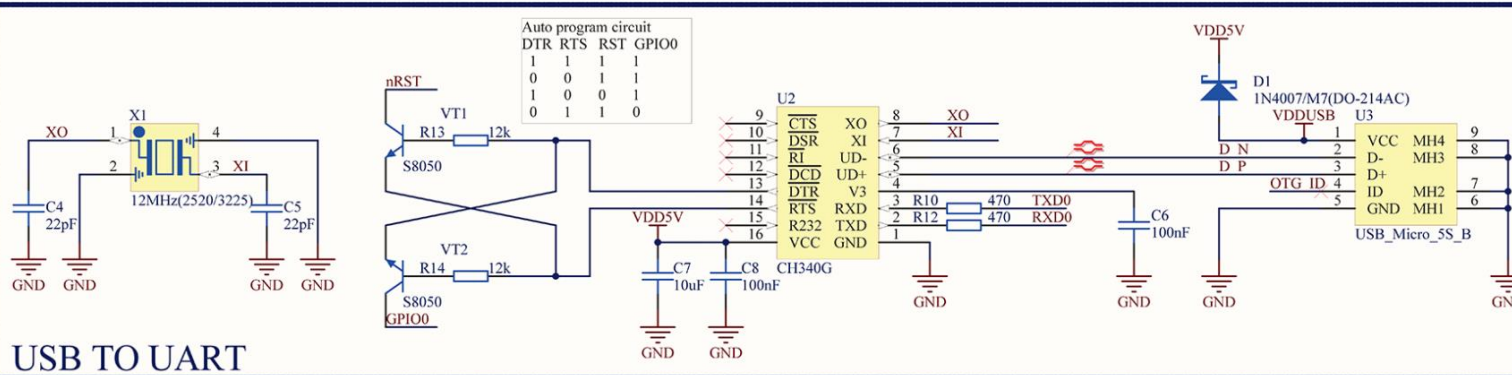 Auto program circuit
DTR RTS RST GPIO0
1 1 1 1
0 0 1 1
1 0 0 1
0 1 1 0
nRST
VT1
R13 12k
S8050
VT2
R14 12k
S8050
GPIO0
X1
XO 1 4
2 3 XI
12MHz(2520/3225)
C4
22pF
C5
22pF
GND GND GND GND
U2
9 CTS XO 8 XO
10 DSR XI 7 XI
11 RI UD- 6
12 DCD UD+ 5
13 DTR V3 4
14 RTS RXD 3 R10 470 TXD0
15 R232 TXD 2 R12 470 RXD0
16 VCC GND 1
CH340G
VDD5V
C7
10uF
C8
100nF
GND GND
GND
C6
100nF
GND
VDD5V
D1
1N4007/M7(DO-214AC)
VDDUSB
U3
1 VCC MH4 9
D_N 2 D- MH3 8
D_P 3 D+
OTG_ID 4 ID MH2 7
5 GND MH1 6
USB_Micro_5S_B
GND
USB TO UART